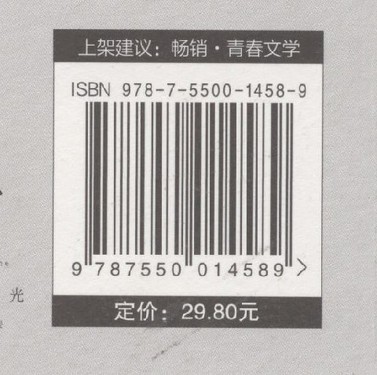 上架建议：畅销·青春文学
ISBN 978-7-5500-1458-9
9 787550 014589 >
定价：29.80元
光